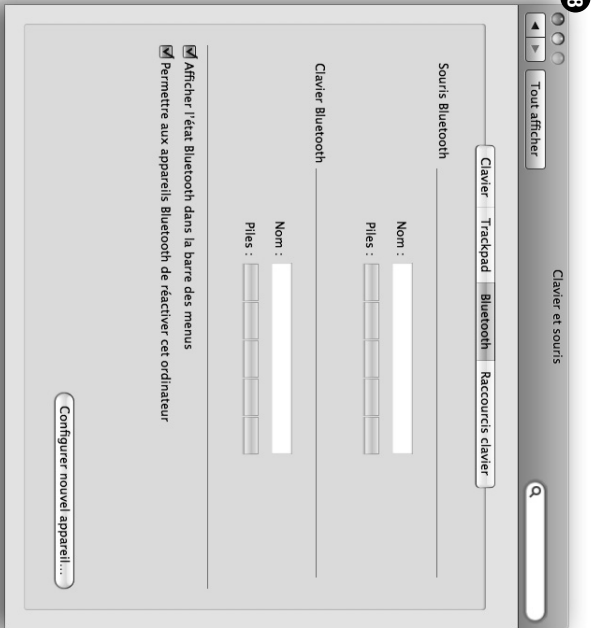 8
Clavier et souris
Tout afficher
Clavier Trackpad Bluetooth Raccourcis clavier
Souris Bluetooth
Nom :
Piles :
Clavier Bluetooth
Nom :
Piles :
Afficher l'état Bluetooth dans la barre des menus
Permettre aux appareils Bluetooth de réactiver cet ordinateur
Configurer nouvel appareil...